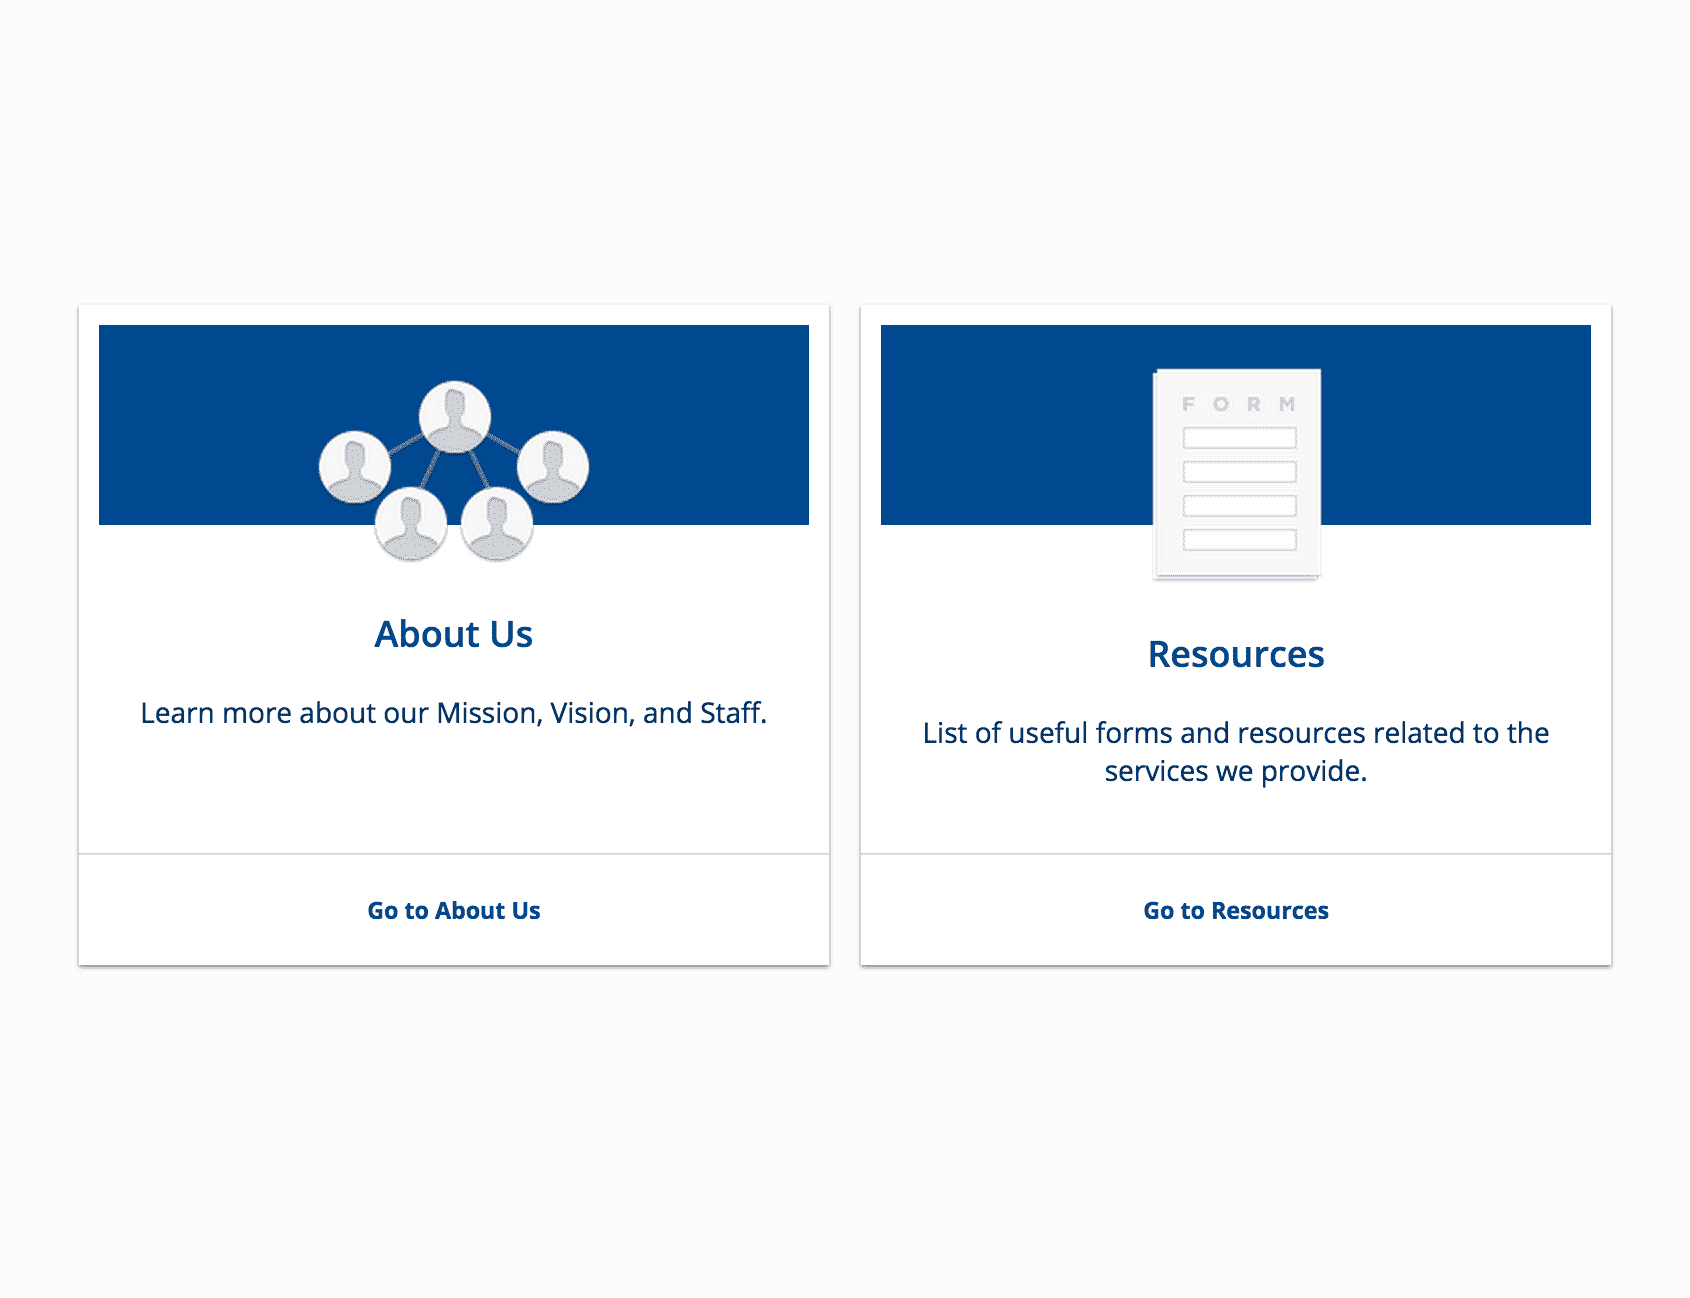 About Us
Learn more about our Mission, Vision, and Staff.
Go to About Us
F O R M
Resources
List of useful forms and resources related to the
services we provide.
Go to Resources